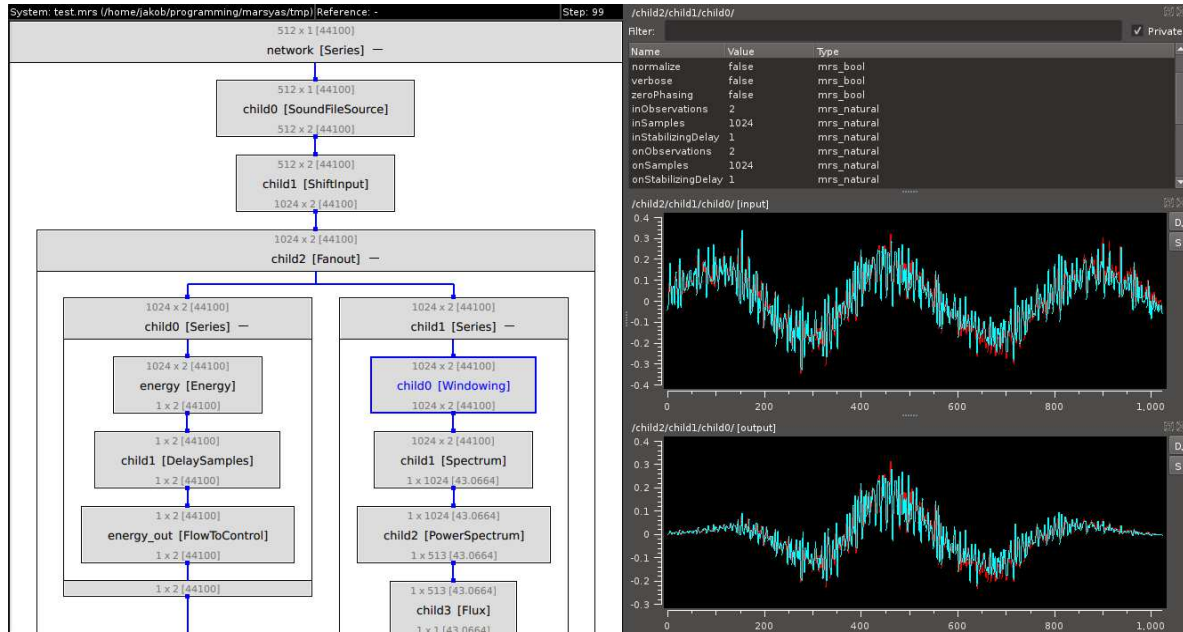 System: test.mrs (/home/jakob/programming/marsyas/tmp) Reference: - Step: 99
512 x 1 [44100]
network [Series] —
512 x 1 [44100]
child0 [SoundFileSource]
512 x 2 [44100]
512 x 2 [44100]
child1 [ShiftInput]
1024 x 2 [44100]
1024 x 2 [44100]
child2 [Fanout] —
1024 x 2 [44100]
child0 [Series] —
1024 x 2 [44100]
energy [Energy]
1 x 2 [44100]
1 x 2 [44100]
child1 [DelaySamples]
1 x 2 [44100]
1 x 2 [44100]
energy_out [FlowToControl]
1 x 2 [44100]
1 x 2 [44100]
1024 x 2 [44100]
child1 [Series] —
1024 x 2 [44100]
child0 [Windowing]
1024 x 2 [44100]
1024 x 2 [44100]
child1 [Spectrum]
1 x 1024 [43.0664]
1 x 1024 [43.0664]
child2 [PowerSpectrum]
1 x 513 [43.0664]
1 x 513 [43.0664]
child3 [Flux]
1 x 1 [43.0664]
/child2/child1/child0/
Filter: Private
Name Value Type
normalize false mrs_bool
verbose false mrs_bool
zeroPhasing false mrs_bool
inObservations 2 mrs_natural
inSamples 1024 mrs_natural
inStabilizingDelay 1 mrs_natural
onObservations 2 mrs_natural
onSamples 1024 mrs_natural
onStabilizingDelay 1 mrs_natural
/child2/child1/child0/ [input]
0.4
0.3
0.2
0.1
0
-0.1
-0.2
-0.3
-0.4
0 200 400 600 800 1,000
D
S
/child2/child1/child0/ [output]
0.4
0.3
0.2
0.1
0
-0.1
-0.2
-0.3
0 200 400 600 800 1,000
D
S